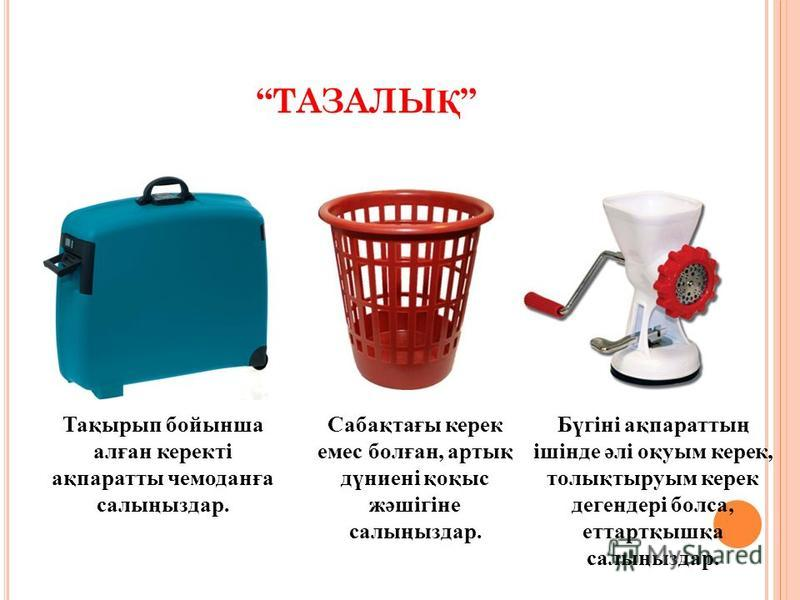 “ТАЗАЛЫҚ”
Тақырып бойынша
алған керекті
ақпаратты чемоданға
салыңыздар.
Сабақтағы керек
емес болған, артық
дүниені қоқыс
жәшігіне
салыңыздар.
Бүгіні ақпараттың
ішінде әлі оқуым керек,
толықтыруым керек
дегендері болса,
еттартқышқа
салыңыздар.
MyShared